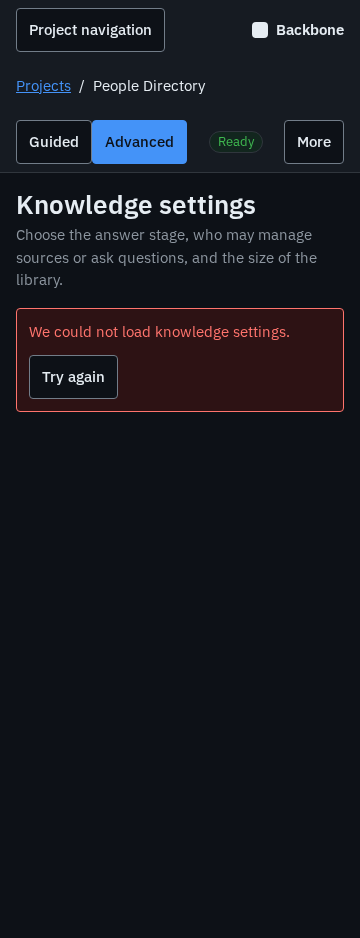 Project navigation
Backbone
Projects / People Directory
Guided
Advanced
Ready
More
Knowledge settings
Choose the answer stage, who may manage
sources or ask questions, and the size of the
library.
We could not load knowledge settings.
Try again